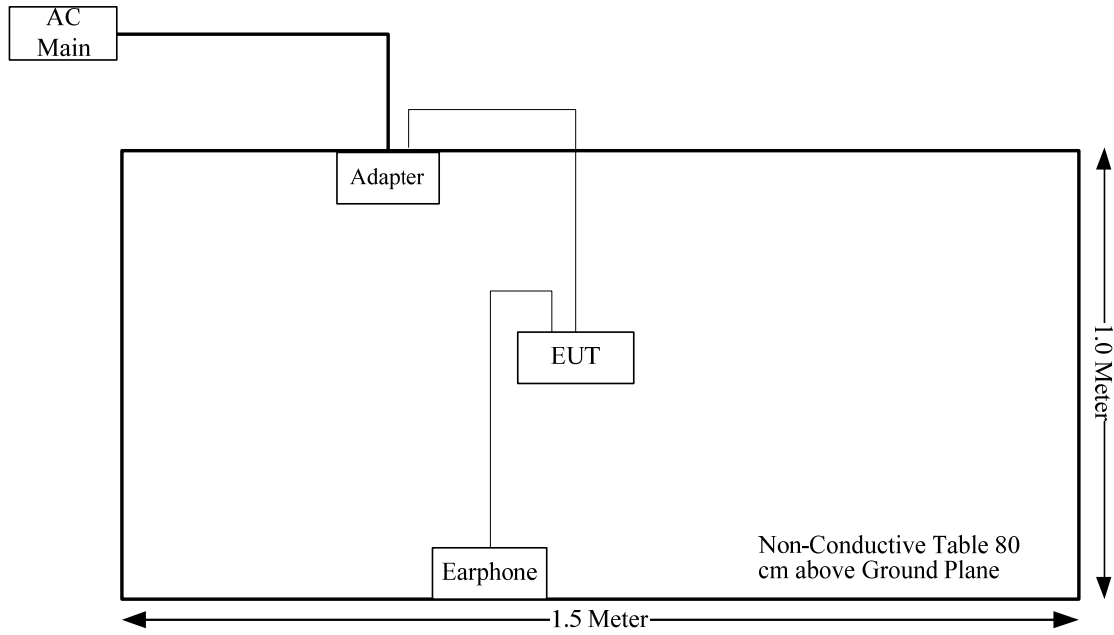 AC
Main
Adapter
EUT
1.0 Meter
Non-Conductive Table 80
cm above Ground Plane
Earphone
1.5 Meter